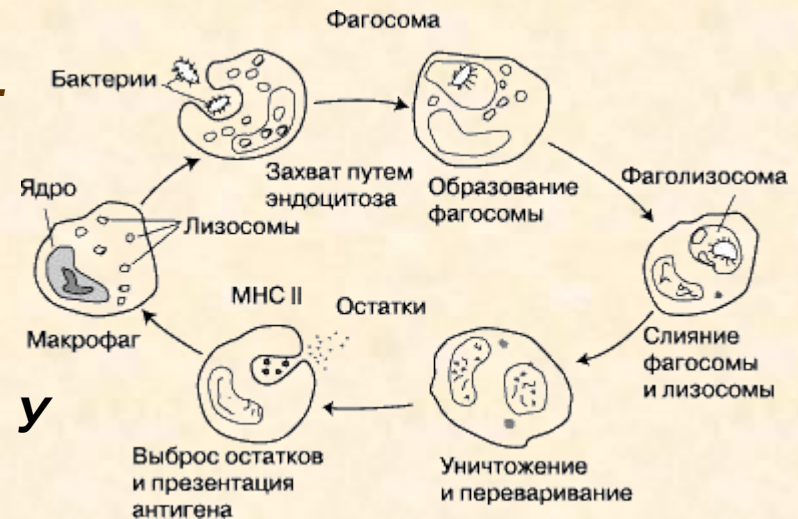 Фагосома
Бактерии
Захват путем
эндоцитоза
Образование
фагосомы
Фаголизосома
Ядро
Лизосомы
Макрофаг
МНС II
Остатки
Слияние
фагосомы
и лизосомы
У
Выброс остатков
и презентация
антигена
Уничтожение
и переваривание